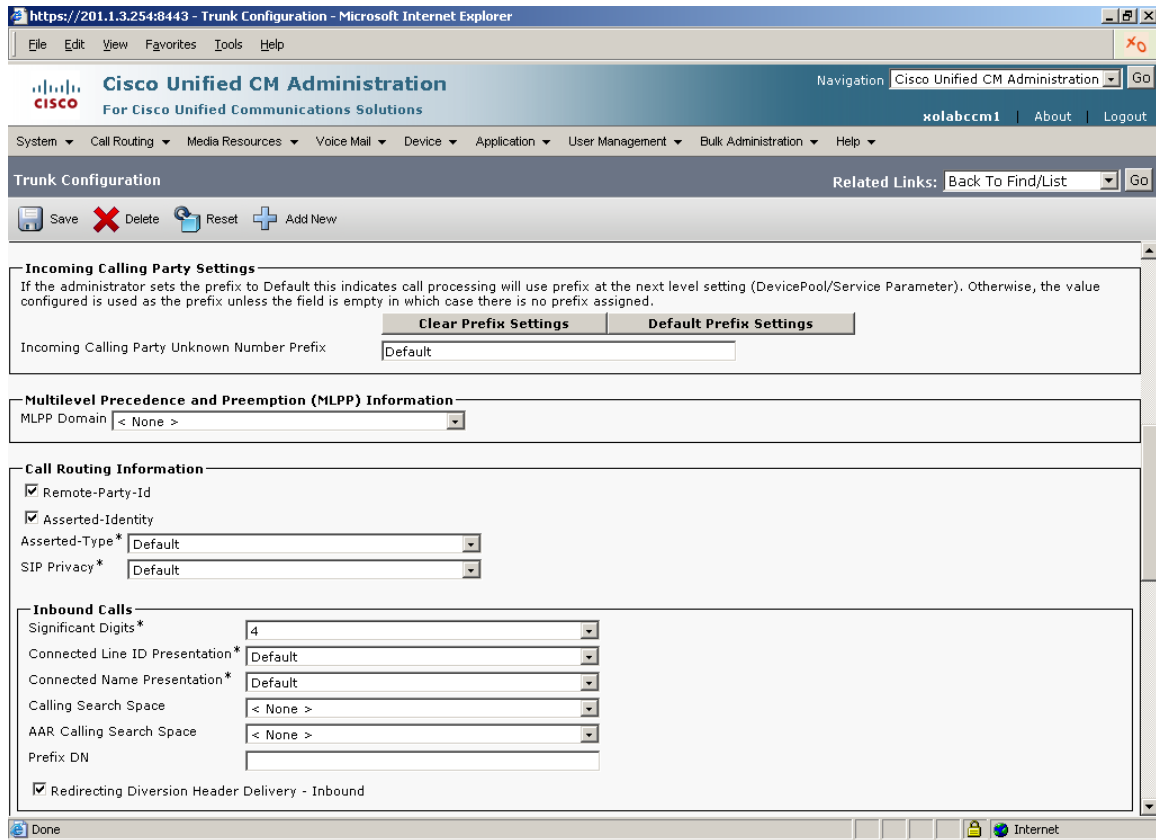 https://201.1.3.254:8443 - Trunk Configuration - Microsoft Internet Explorer
File Edit View Favorites Tools Help
CISCO
Cisco Unified CM Administration
For Cisco Unified Communications Solutions
Navigation Cisco Unified CM Administration Go
xolabccm1 | About | Logout
System Call Routing Media Resources Voice Mail Device Application User Management Bulk Administration Help
Trunk Configuration
Related Links: Back To Find/List Go
Save Delete Reset Add New
Incoming Calling Party Settings
If the administrator sets the prefix to Default this indicates call processing will use prefix at the next level setting (DevicePool/Service Parameter). Otherwise, the value
configured is used as the prefix unless the field is empty in which case there is no prefix assigned.
Clear Prefix Settings Default Prefix Settings
Incoming Calling Party Unknown Number Prefix Default
Multilevel Precedence and Preemption (MLPP) Information
MLPP Domain < None >
Call Routing Information
Remote-Party-Id
Asserted-Identity
Asserted-Type* Default
SIP Privacy* Default
Inbound Calls
Significant Digits* 4
Connected Line ID Presentation* Default
Connected Name Presentation* Default
Calling Search Space < None >
AAR Calling Search Space < None >
Prefix DN
Redirecting Diversion Header Delivery - Inbound
Done Internet